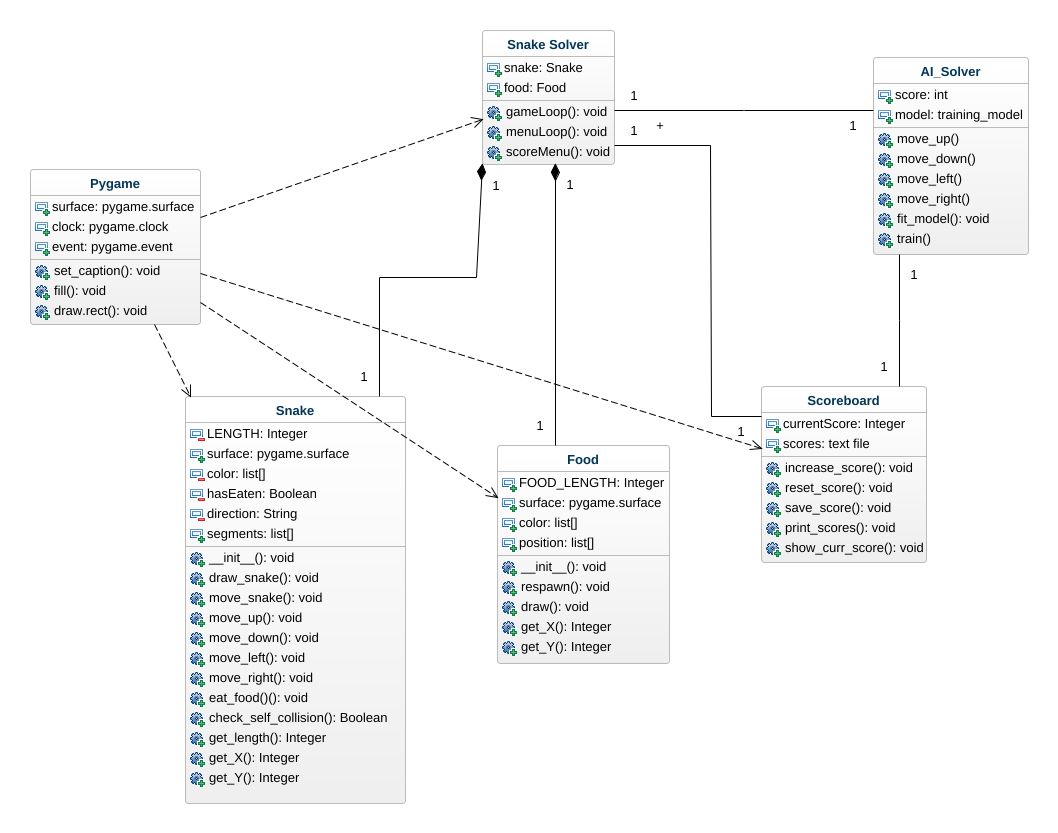 Snake Solver
snake: Snake
food: Food
gameLoop(): void
menuLoop(): void
scoreMenu(): void
1
1
+
1
1
1
AI_Solver
score: int
model: training_model
move_up()
move_down()
move_left()
move_right()
fit_model(): void
train()
1
1
Pygame
surface: pygame.surface
clock: pygame.clock
event: pygame.event
set_caption(): void
fill(): void
draw.rect(): void
1
1
1
Snake
LENGTH: Integer
surface: pygame.surface
color: list[]
hasEaten: Boolean
direction: String
segments: list[]
__init__(): void
draw_snake(): void
move_snake(): void
move_up(): void
move_down(): void
move_left(): void
move_right(): void
eat_food()(): void
check_self_collision(): Boolean
get_length(): Integer
get_X(): Integer
get_Y(): Integer
Food
FOOD_LENGTH: Integer
surface: pygame.surface
color: list[]
position: list[]
__init__(): void
respawn(): void
draw(): void
get_X(): Integer
get_Y(): Integer
Scoreboard
currentScore: Integer
scores: text file
increase_score(): void
reset_score(): void
save_score(): void
print_scores(): void
show_curr_score(): void